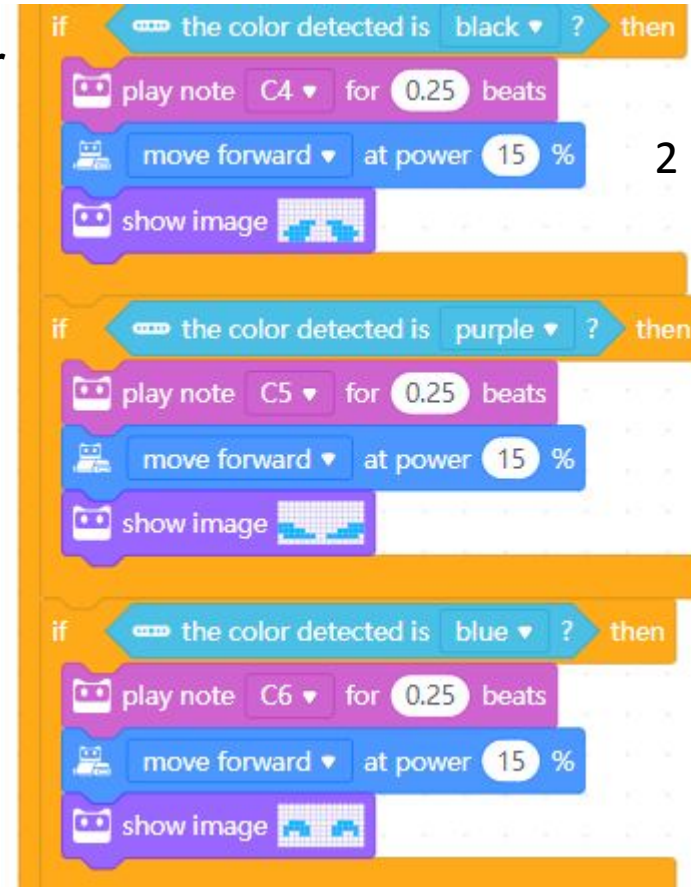 if the color detected is black ? then
play note C4 for 0.25 beats
move forward at power 15 %
2
show image
if the color detected is purple ? then
play note C5 for 0.25 beats
move forward at power 15 %
show image
if the color detected is blue ? then
play note C6 for 0.25 beats
move forward at power 15 %
show image